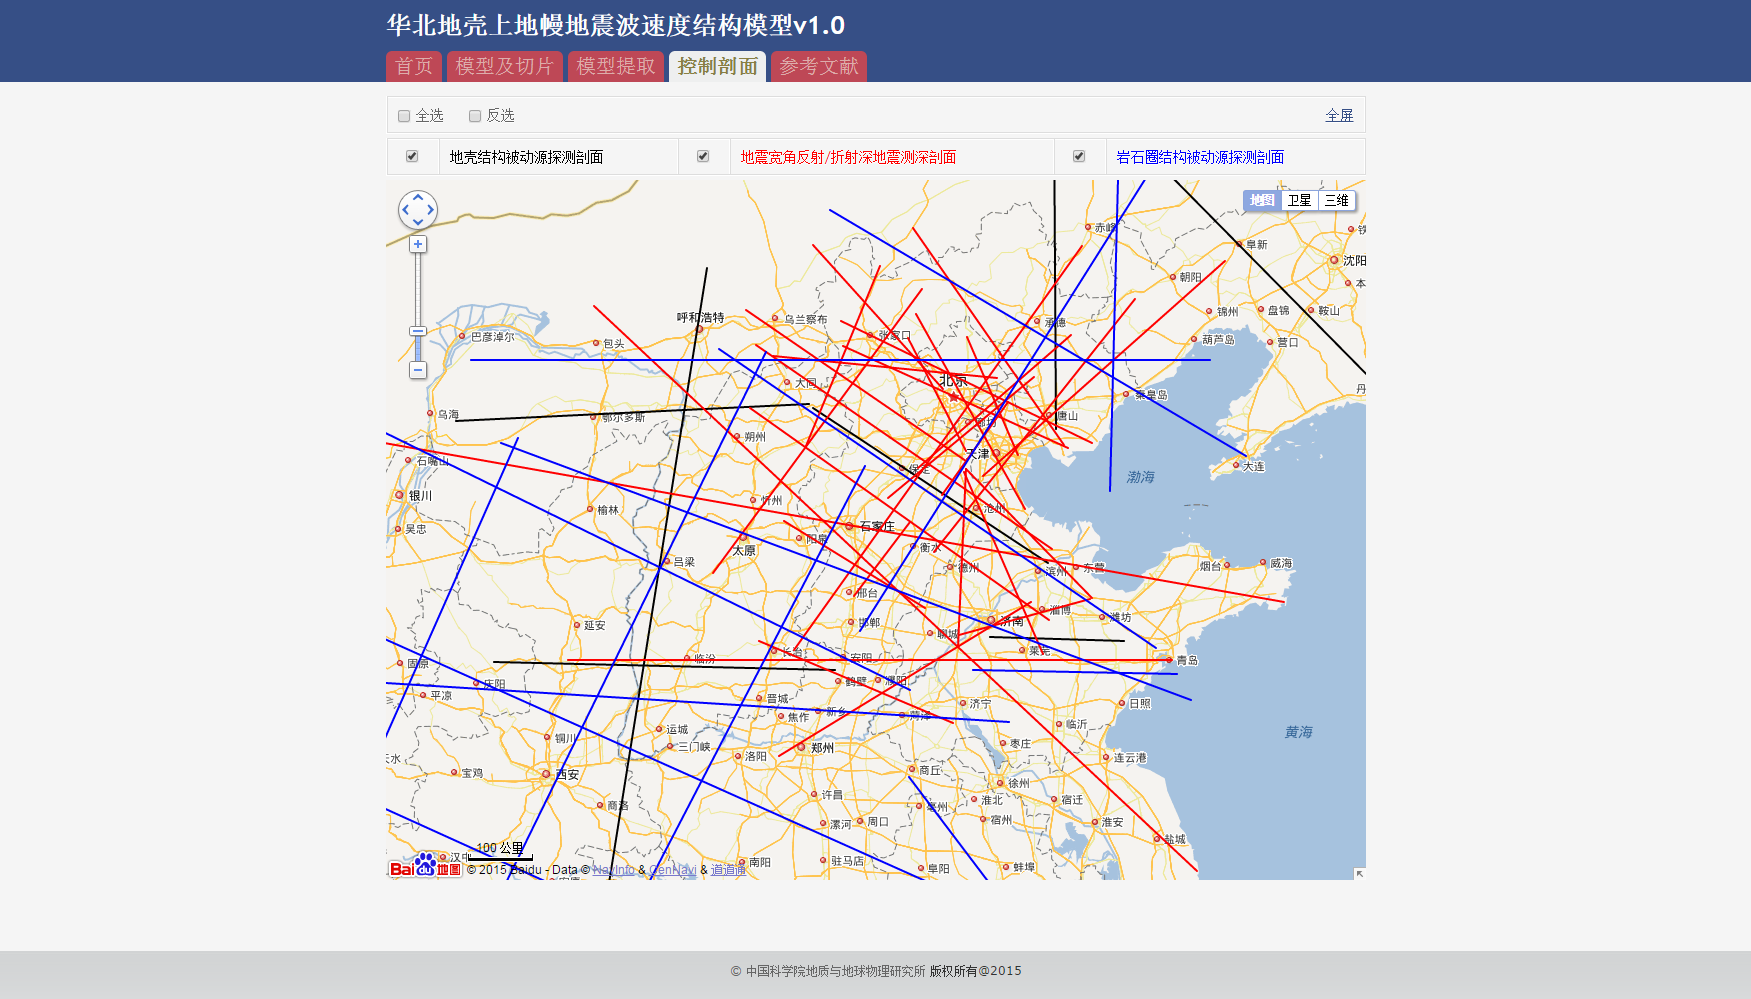 华北地壳上地幔地震波速度结构模型v1.0
首页 模型及切片 模型提取 控制剖面 参考文献
全选 反选 全屏
地壳结构被动源探测剖面 地震宽角反射/折射深地震测深剖面 岩石圈结构被动源探测剖面
地图 卫星 三维
赤峰 铁
阜新
沈阳
朝阳
本
锦州 盘锦 鞍山
呼和浩特 乌兰察布 承德
巴彦淖尔 包头 张家口 葫芦岛 营口
大同 北京 丹
秦皇岛
乌海 鄂尔多斯 廊坊 唐山
朔州
石嘴山 保定 天津 大连
渤海
银川 忻州
榆林 沧州
吴忠 石家庄
太原 阳泉 衡水
吕梁 德州 滨州 东营 烟台 威海
邢台
延安 邯郸 聊城 济南 淄博 潍坊
固原 临汾 长治 安阳 莱芜 青岛
庆阳 鹤壁 濮阳
平凉 晋城 济宁 日照
焦作 新乡 菏泽
铜川 运城 临沂
三门峡 郑州 枣庄 黄海
天水 洛阳 连云港
宝鸡 西安 商丘 徐州
商洛 许昌 亳州 淮北 宿迁
漯河 周口 宿州 淮安
盐城
100 公里
汉中 南阳 驻马店 阜阳 蚌埠
Bai du 地图 © 2015 Baidu - Data © NavInfo & CenNavi & 道道通
© 中国科学院地质与地球物理研究所 版权所有@2015